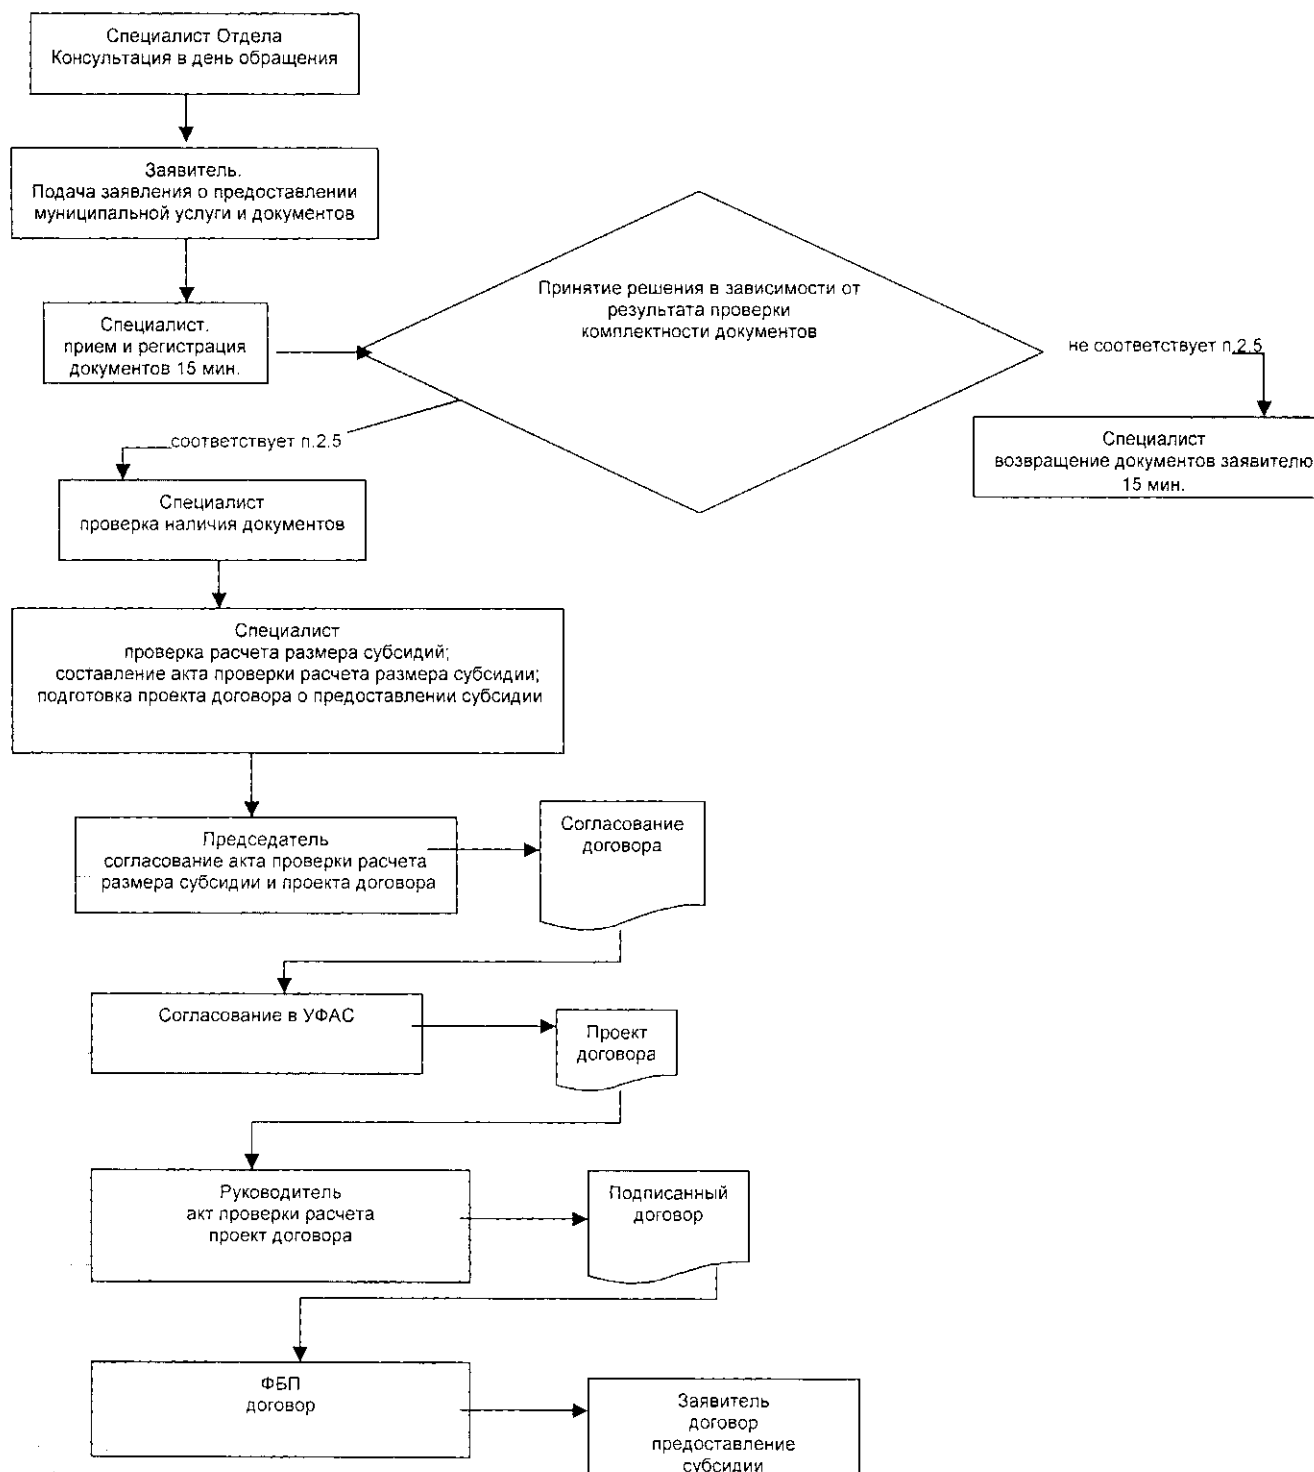 Специалист Отдела
Консультация в день обращения
Заявитель.
Подача заявления о предоставлении
муниципальной услуги и документов
Принятие решения в зависимости от
результата проверки
комплектности документов
Специалист.
прием и регистрация
документов 15 мин.
не соответствует п.2.5
Специалист
возвращение документов заявителю
15 мин.
соответствует п.2.5
Специалист
проверка наличия документов
Специалист
проверка расчета размера субсидий;
составление акта проверки расчета размера субсидии;
подготовка проекта договора о предоставлении субсидии
Председатель
согласование акта проверки расчета
размера субсидии и проекта договора
Согласование
договора
Согласование в УФАС
Проект
договора
Руководитель
акт проверки расчета
проект договора
Подписанный
договор
ФБП
договор
Заявитель
договор
предоставление
субсидии